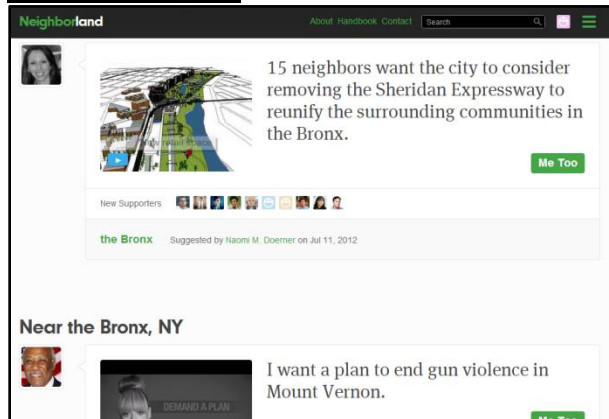 Neighborland
About Handbook Contact Search
15 neighbors want the city to consider
removing the Sheridan Expressway to
reunify the surrounding communities in
the Bronx.
Me Too
New Supporters
the Bronx Suggested by Naomi M. Doerner on Jul 11, 2012
Near the Bronx, NY
DEMAND A PLAN
I want a plan to end gun violence in
Mount Vernon.
Me Too